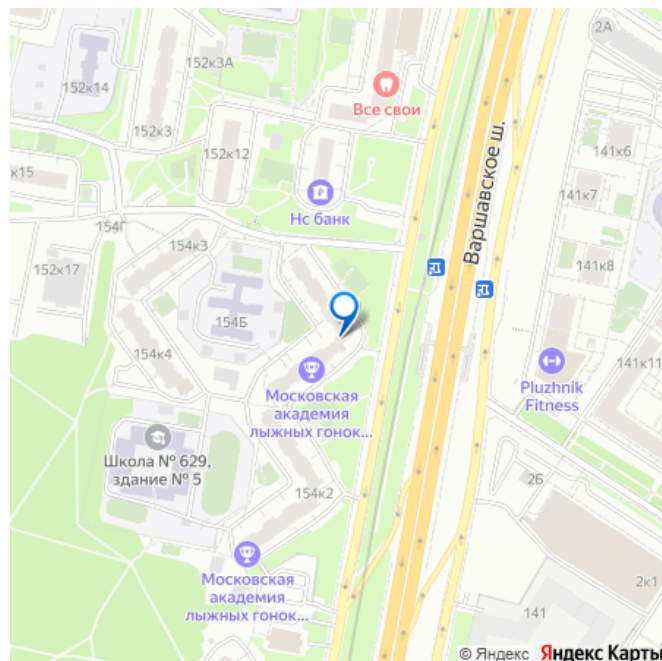 2А
152к3А
152к14
Все свои
152к3
Варшавское ш.
152к12
141к6
к15
141к7
Нс банк
154Г
154к3
152к17
141к8
154Б
154к4
Pluzhnik
Fitness
141к11
Московская
академия
лыжных гонок...
Школа № 629,
здание № 5
2Б
154к2
Московская
академия
лыжных гонок...
2к1
141
© Яндекс Яндекс Карты